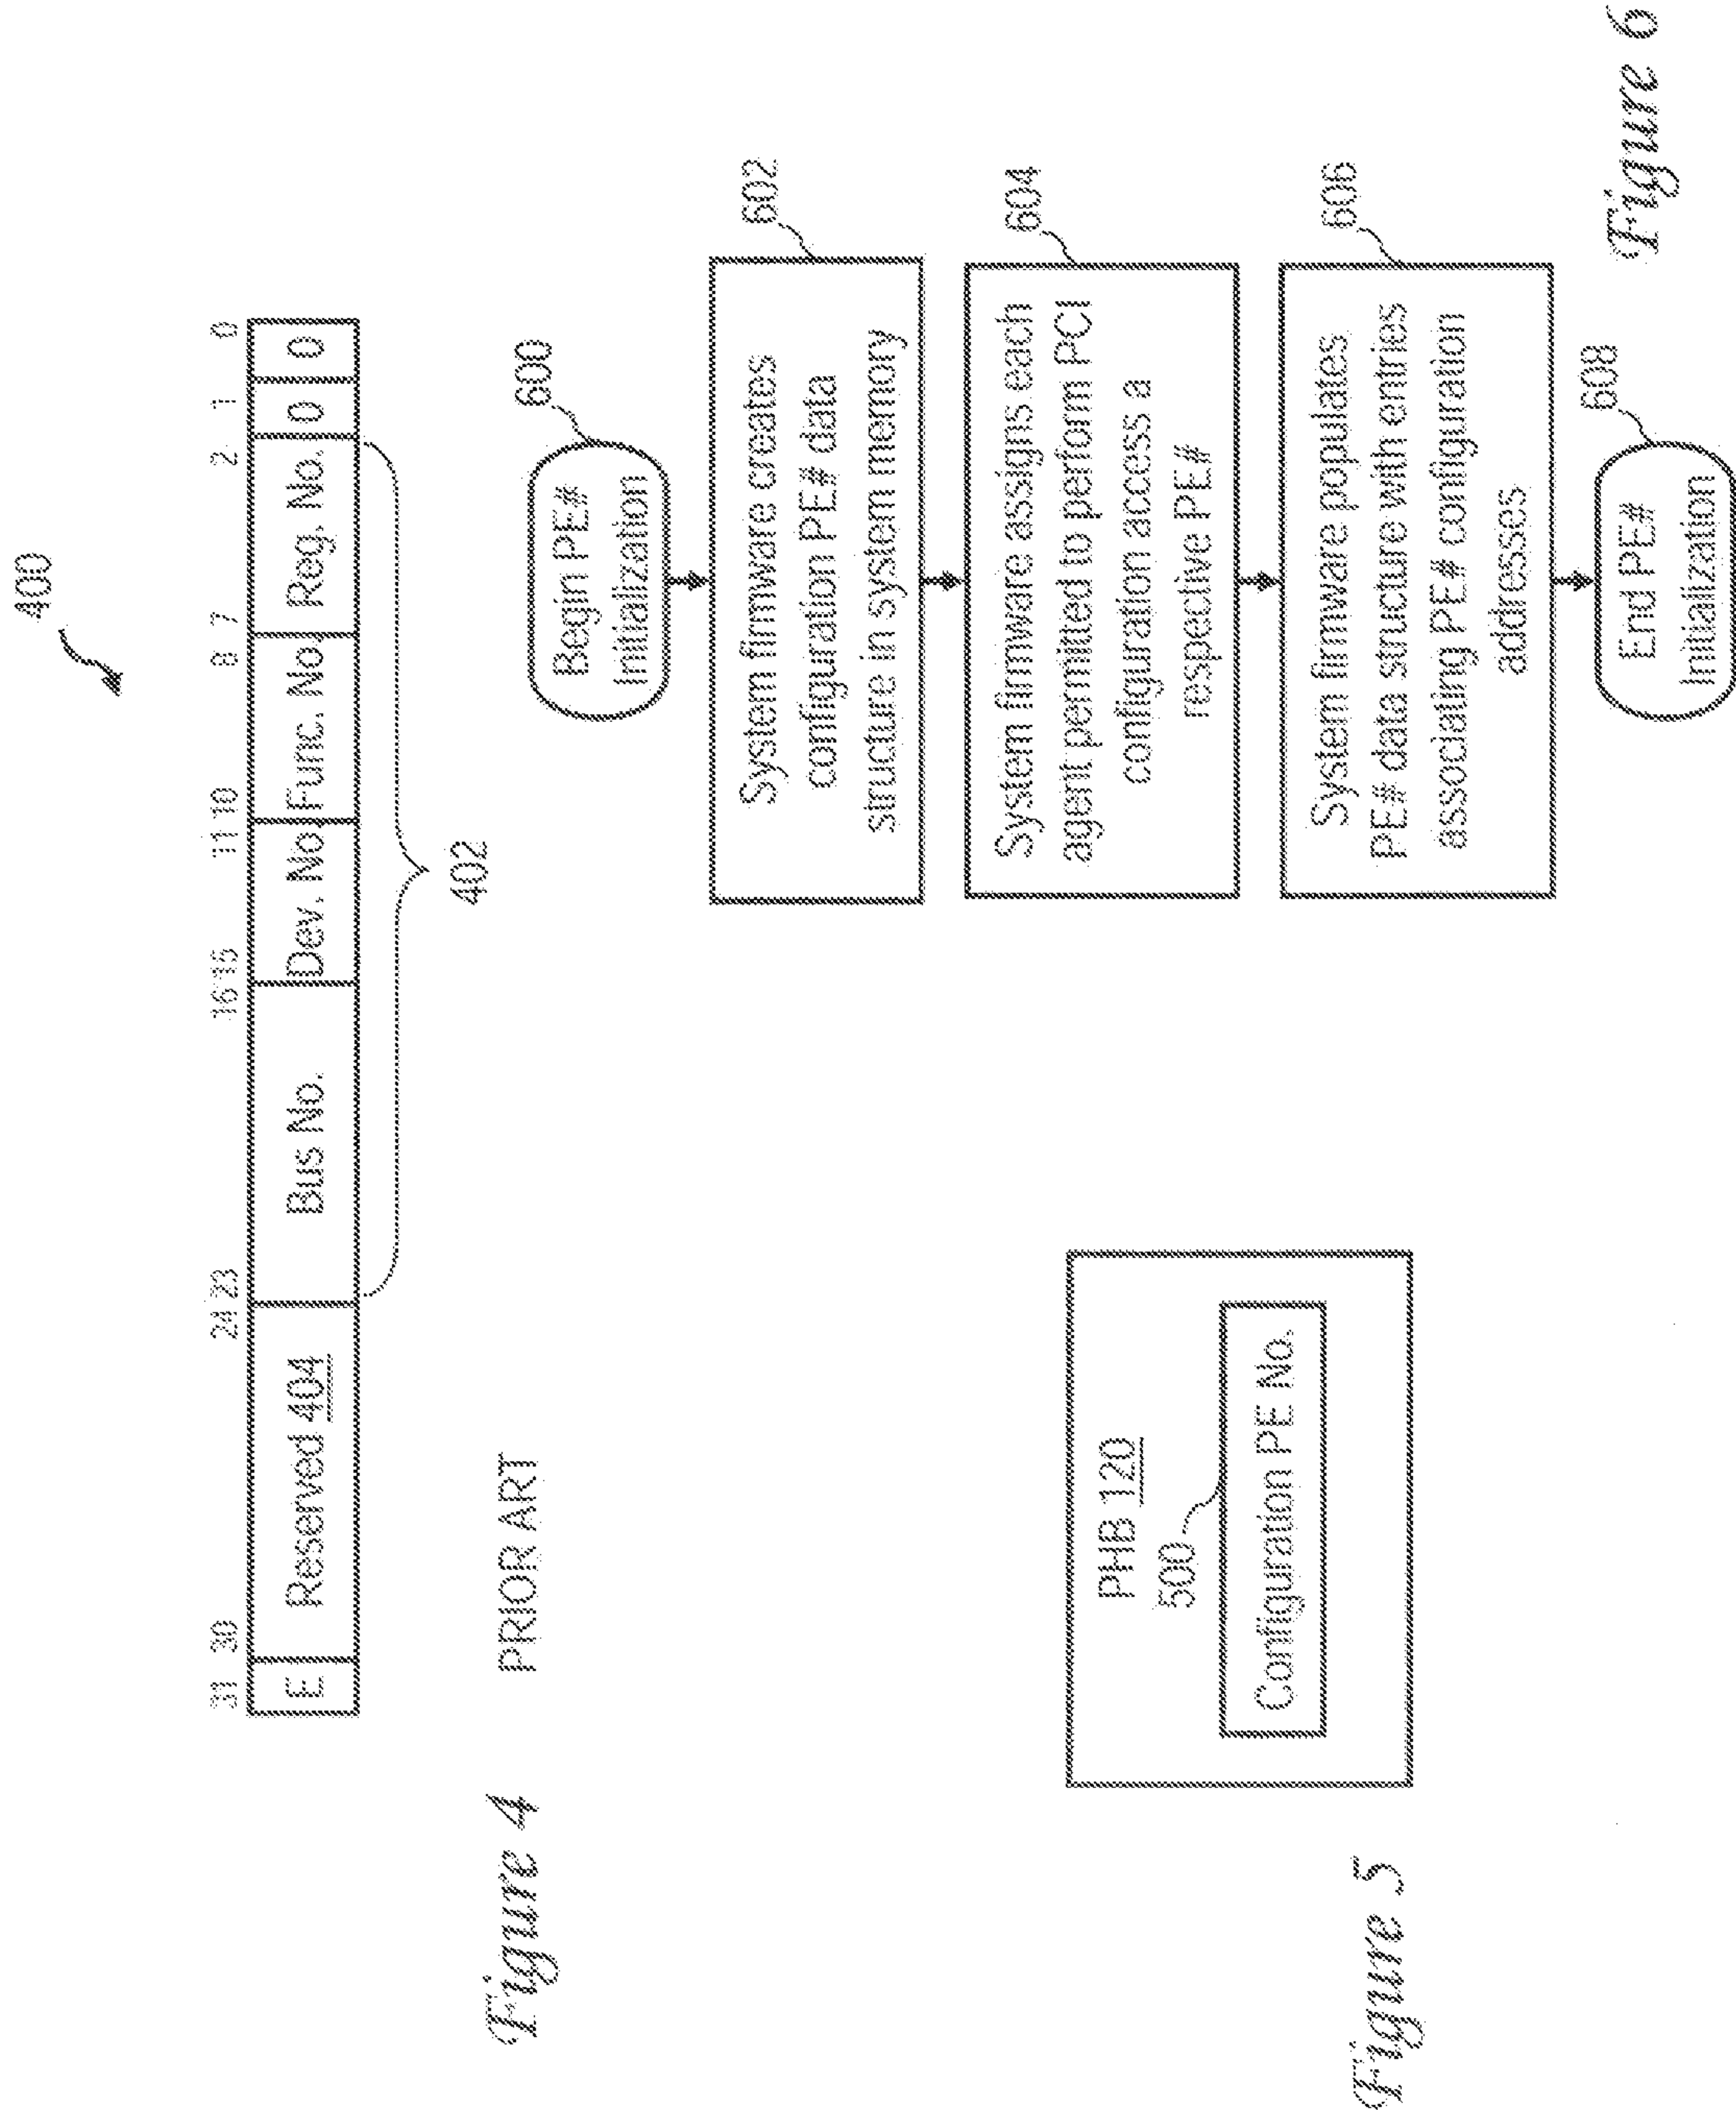 400
31 30 24 23 16 15 11 10 8 7 2 1 0
E Reserved 404 Bus No. Dev. No. Func. No. Reg. No. 0 0
402
Figure 4
PRIOR ART
PHB 120
500
Configuration PE No.
Figure 5
600
Begin PE#
Initialization
602
System firmware creates
configuration PE# data
structure in system memory
604
System firmware assigns each
agent permitted to perform PCI
configuration access a
respective PE#
606
System firmware populates
PE# data structure with entries
associating PE# configuration
addresses
608
End PE#
Initialization
Figure 6